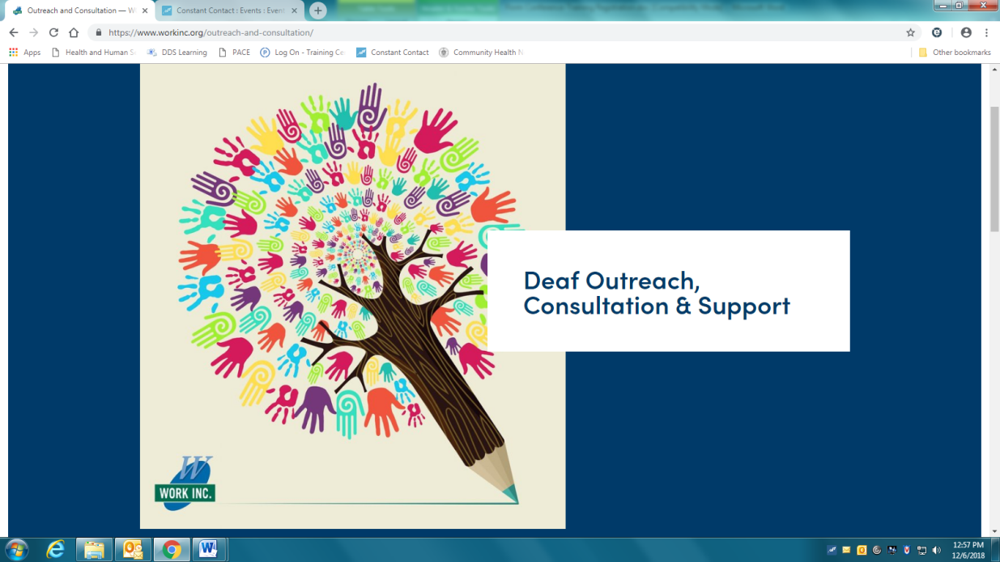 Outreach and Consultation — W
Constant Contact : Events : Event
https://www.workinc.org/outreach-and-consultation/
Apps
Health and Human S
DDS Learning
PACE
Log On - Training Ce
Constant Contact
Community Health N
Other bookmarks
Deaf Outreach,
Consultation & Support
W
WORK INC.
12:57 PM
12/6/2018